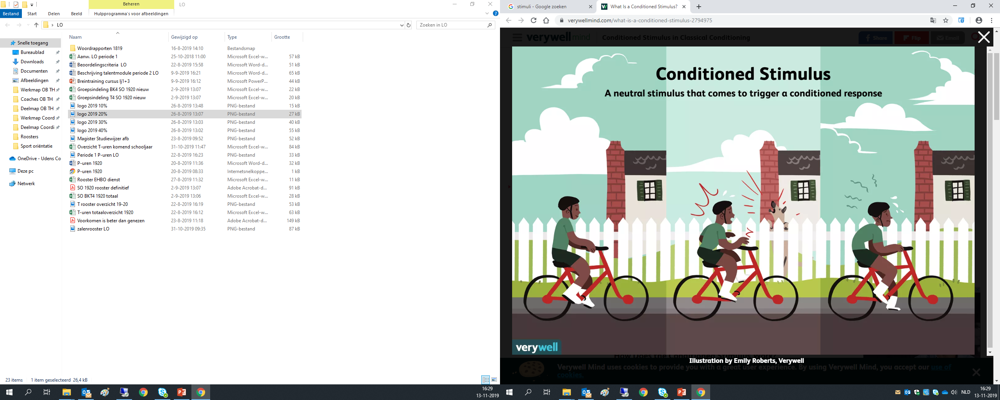 Beheren
LO
Bestand Start Delen Beeld Hulpprogramma's voor afbeeldingen
LO
Zoeken in LO
Naam Gewijzigd op Type Grootte
Snelle toegang
Bureaublad
Downloads
Documenten
Afbeeldingen
Werkmap OB TH
Coaches OB TH
Deelmap OB TH
Werkmap Coord
Deelmap Coordi
Roosters
Sport oriëntatie
OneDrive - Udens Co
Deze pc
Netwerk
Woordrapporten 1819 16-8-2019 14:10 Bestandsmap
Aanw. LO periode 1 25-10-2018 11:00 Microsoft Excel-w... 57 kB
Beoordelingscriteria LO 22-8-2019 15:58 Microsoft Word-d... 51 kB
Beschrijving talentmodule periode 2 LO 9-9-2019 16:21 Microsoft Word-d... 65 kB
Breintraining cursus lj1+3 9-9-2019 16:12 Microsoft PowerP... 44 kB
Groepsindeling BK4 SO 1920 nieuw 2-9-2019 13:07 Microsoft Excel-w... 22 kB
Groepsindeling T4 SO 1920 nieuw 2-9-2019 13:07 Microsoft Excel-w... 20 kB
logo 2019 10% 26-8-2019 13:48 PNG-bestand 15 kB
logo 2019 20% 26-8-2019 13:07 PNG-bestand 27 kB
logo 2019 30% 26-8-2019 13:03 PNG-bestand 40 kB
logo 2019 40% 26-8-2019 13:02 PNG-bestand 55 kB
Magister Studiewijzer afb 23-8-2019 09:52 PNG-bestand 52 kB
Overzicht T-uren komend schooljaar 31-10-2019 11:47 Microsoft Excel-w... 84 kB
Periode 1 P-uren LO 22-8-2019 16:23 PNG-bestand 33 kB
P-uren 1920 20-8-2019 11:36 Microsoft Word-d... 32 kB
P-uren 1920 20-8-2019 08:33 Internetsnelkoppe... 1 kB
Rooster EHBO dienst 27-8-2019 11:32 Microsoft Excel-w... 11 kB
SO 1920 rooster definitief 2-9-2019 13:07 Adobe Acrobat-d... 91 kB
SO BKT4 1920 totaal 2-9-2019 13:06 Microsoft Excel-w... 28 kB
T rooster overzicht 19-20 22-8-2019 16:19 PNG-bestand 53 kB
T-uren totaaloverzicht 1920 22-8-2019 16:12 Microsoft Excel-w... 63 kB
Voorkomen is beter dan genezen 23-8-2019 11:18 Adobe Acrobat-d... 149 kB
zalenrooster LO 31-10-2019 09:35 PNG-bestand 87 kB
23 items 1 item geselecteerd 26,4 kB
16:29
13-11-2019
stimuli - Google zoeken
What Is a Conditioned Stimulus?
verywellmind.com/what-is-a-conditioned-stimulus-2794975
verywell mind Conditioned Stimulus in Classical Conditioning Share Flip Email
Conditioned Stimulus
A neutral stimulus that comes to trigger a conditioned response
verywell
How Does the Conditioned Stimulus Work?
Illustration by Emily Roberts, Verywell
Verywell Mind uses cookies to provide you with a great user experience. By using Verywell Mind, you accept our use of
cookies.
NLD
16:29
13-11-2019